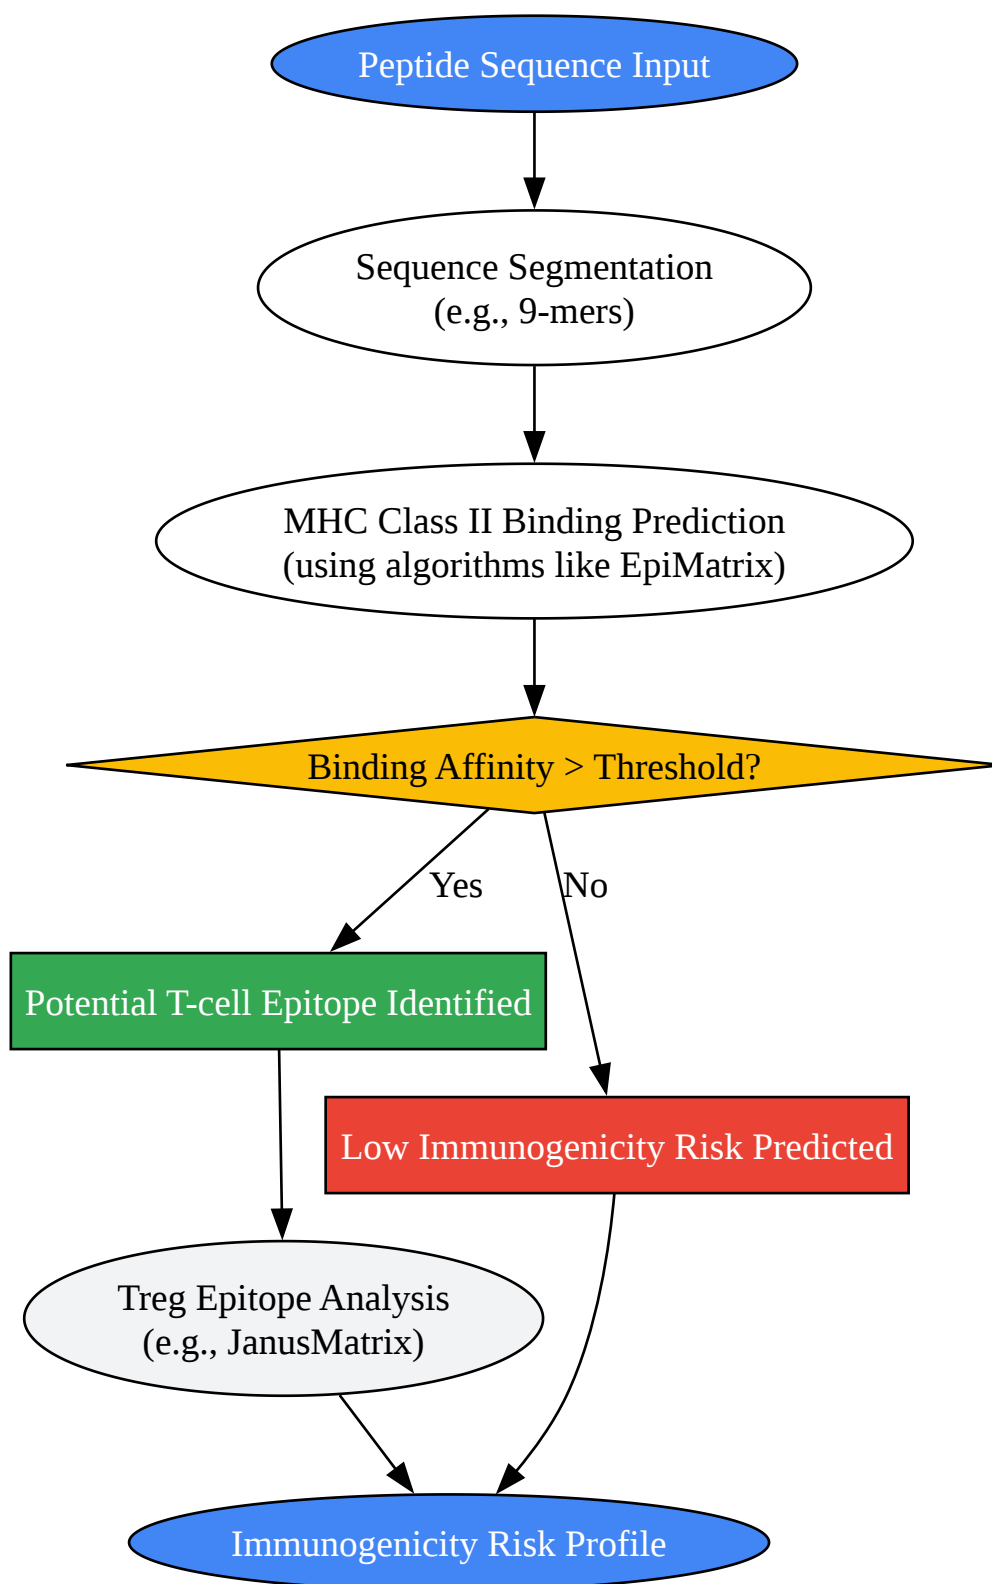 Peptide Sequence Input
Sequence Segmentation
(e.g., 9-mers)
MHC Class II Binding Prediction
(using algorithms like EpiMatrix)
Binding Affinity > Threshold?
Yes
No
Potential T-cell Epitope Identified
Low Immunogenicity Risk Predicted
Treg Epitope Analysis
(e.g., JanusMatrix)
Immunogenicity Risk Profile